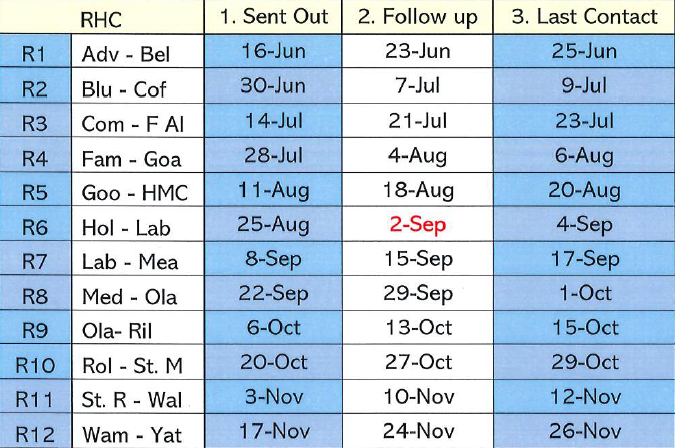 RHC 1. Sent Out 2. Follow up 3. Last Contact
R1 Adv - Bel 16-Jun 23-Jun 25-Jun
R2 Blu - Cof 30-Jun 7-Jul 9-Jul
R3 Com - F Al 14-Jul 21-Jul 23-Jul
R4 Fam - Goa 28-Jul 4-Aug 6-Aug
R5 Goo - HMC 11-Aug 18-Aug 20-Aug
R6 Hol - Lab 25-Aug 2-Sep 4-Sep
R7 Lab - Mea 8-Sep 15-Sep 17-Sep
R8 Med - Ola 22-Sep 29-Sep 1-Oct
R9 Ola- Ril 6-Oct 13-Oct 15-Oct
R10 Rol - St. M 20-Oct 27-Oct 29-Oct
R11 St. R - Wal 3-Nov 10-Nov 12-Nov
R12 Wam - Yat 17-Nov 24-Nov 26-Nov